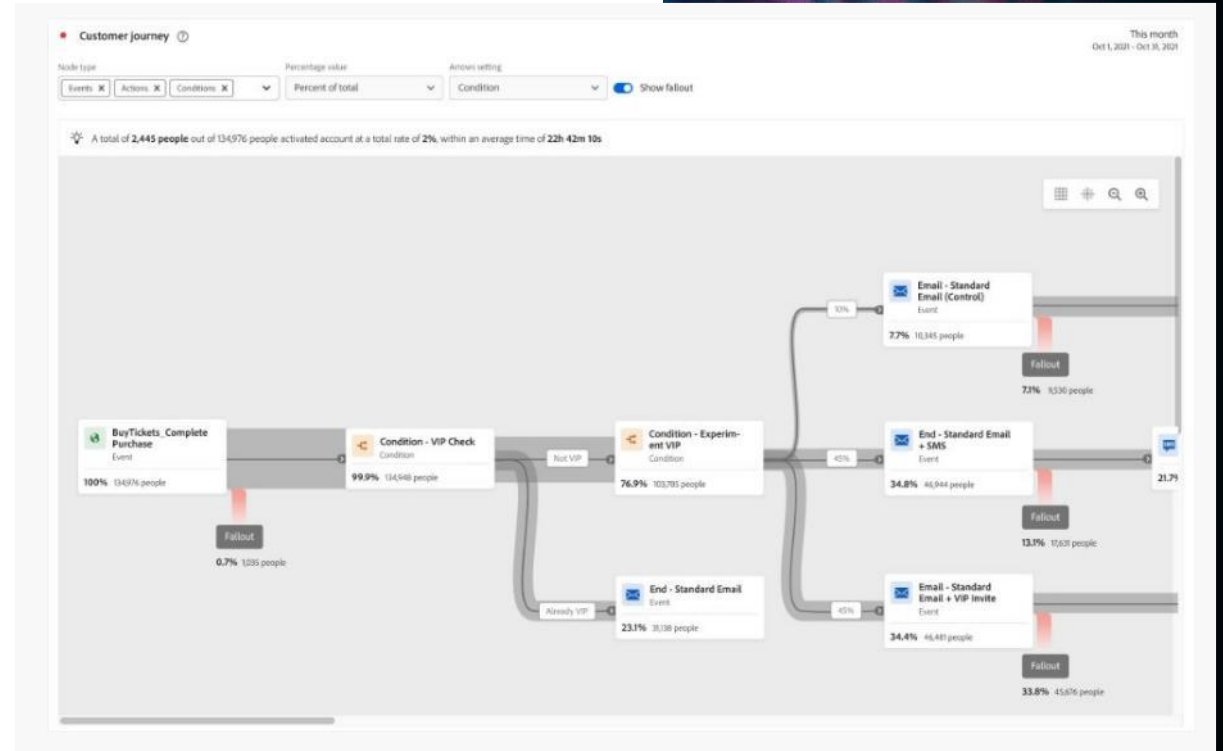 Customer journey
This month
Oct 1, 2021 - Oct 31, 2021
Node type
Percentage value
Arrows setting
Events X Actions X Conditions X
Percent of total
Condition
Show fallout
A total of 2,445 people out of 134,976 people activated account at a total rate of 2%, within an average time of 22h 42m 10s
Email - Standard
Email (Control)
Event
10%
7.7% 10,345 people
Fallout
7.1% 9,530 people
BuyTickets_Complete
Purchase
Event
100% 134,976 people
Fallout
0.7% 1,035 people
Condition - VIP Check
Condition
99.9% 134,948 people
Not VIP
Condition - Experim-
ent VIP
Condition
76.9% 103,785 people
45%
End - Standard Email
+ SMS
Event
34.8% 46,944 people
Fallout
13.1% 17,631 people
SMS
21.7%
Already VIP
End - Standard Email
Event
23.1% 31,138 people
45%
Email - Standard
Email + VIP Invite
Event
34.4% 46,481 people
Fallout
33.8% 45,676 people